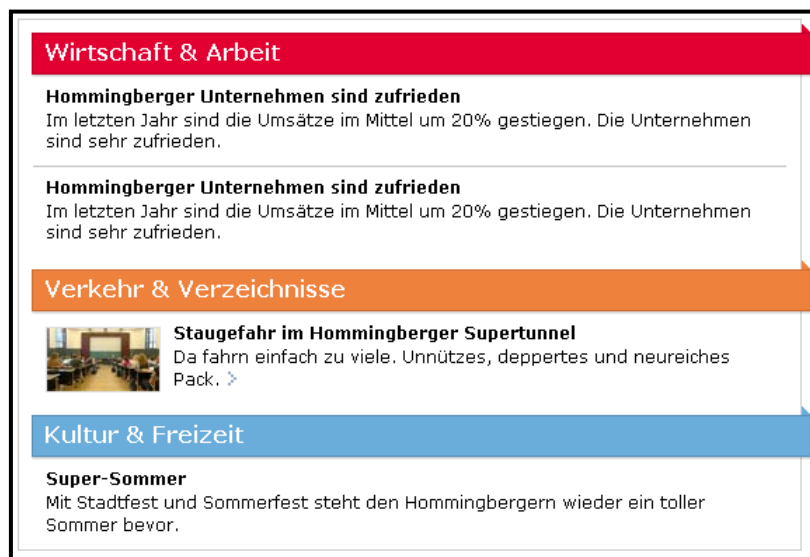 Wirtschaft & Arbeit
Hommingberger Unternehmen sind zufrieden
Im letzten Jahr sind die Umsätze im Mittel um 20% gestiegen. Die Unternehmen
sind sehr zufrieden.
Hommingberger Unternehmen sind zufrieden
Im letzten Jahr sind die Umsätze im Mittel um 20% gestiegen. Die Unternehmen
sind sehr zufrieden.
Verkehr & Verzeichnisse
Staugefahr im Hommingberger Supertunnel
Da fahrn einfach zu viele. Unnützes, deppertes und neureiches
Pack. >
Kultur & Freizeit
Super-Sommer
Mit Stadtfest und Sommerfest steht den Hommingbergern wieder ein toller
Sommer bevor.